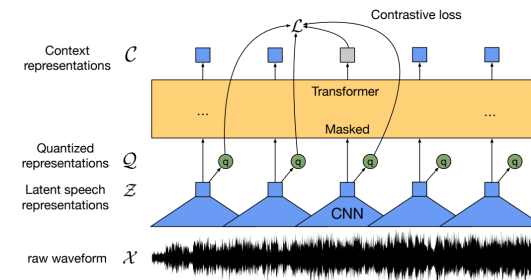 Contrastive loss
ℒ
Context
representations
𝒞
Transformer
...
...
Masked
Quantized
representations
𝒬
q
q
q
q
q
Latent speech
representations
𝒵
CNN
raw waveform
𝒳